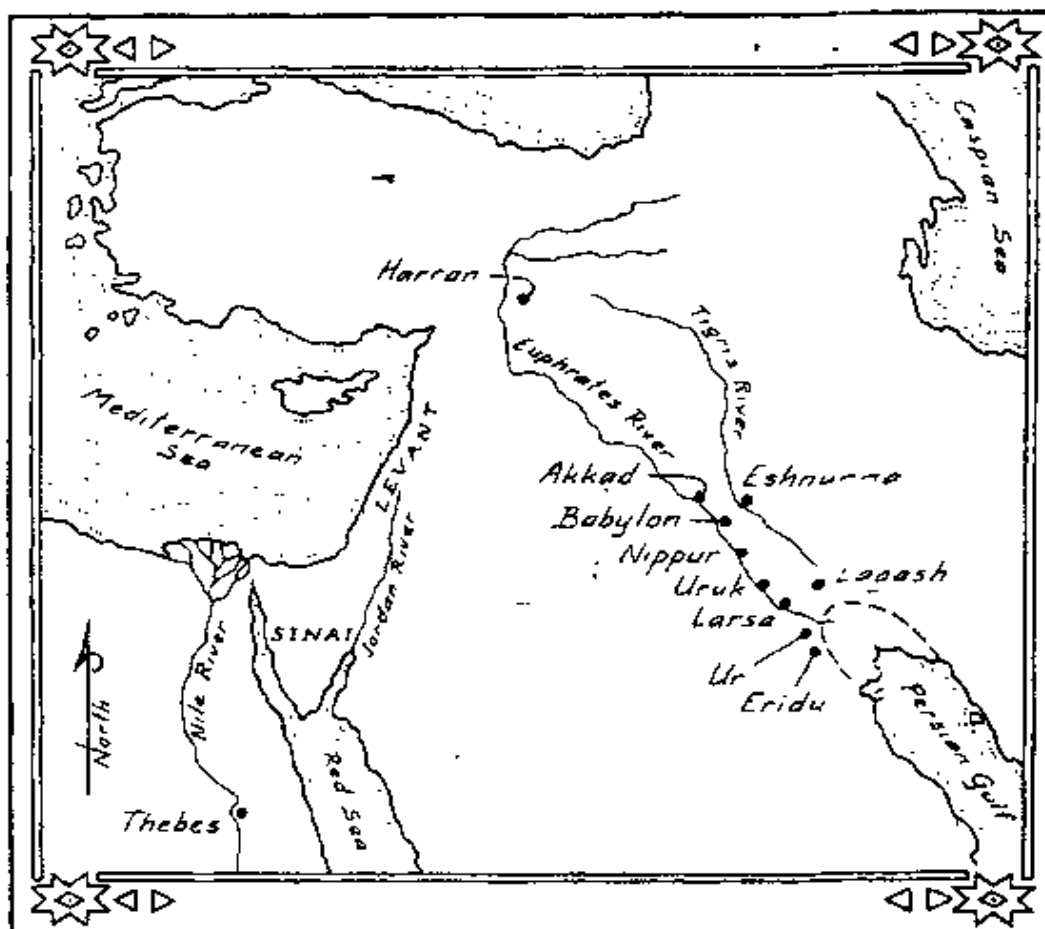 Caspian Sea
Harran
Tigris River
Euphrates River
Mediterranean
Sea
LEVANT
Akkad
Eshnunna
Babylon
Nippur
Lagash
Uruk
Larsa
Jordan River
SINAI
Ur
Eridu
Nile River
North
Persian Gulf
Red Sea
Thebes